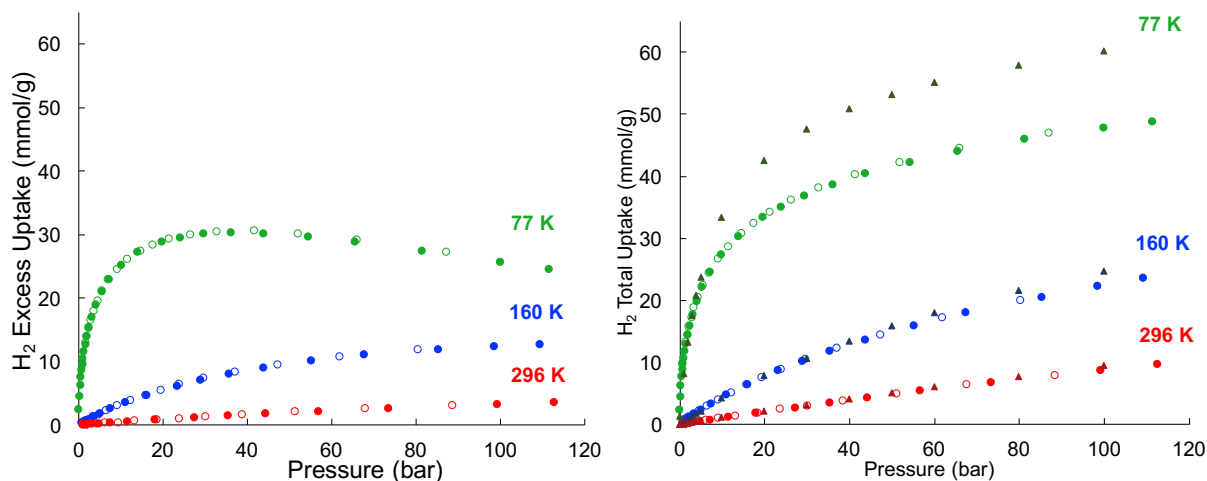 H₂ Excess Uptake (mmol/g)
60
50
40
30
20
10
0
77 K
160 K
296 K
0 20 40 60 80 100 120
Pressure (bar)
H₂ Total Uptake (mmol/g)
60
50
40
30
20
10
0
77 K
160 K
296 K
0 20 40 60 80 100 120
Pressure (bar)